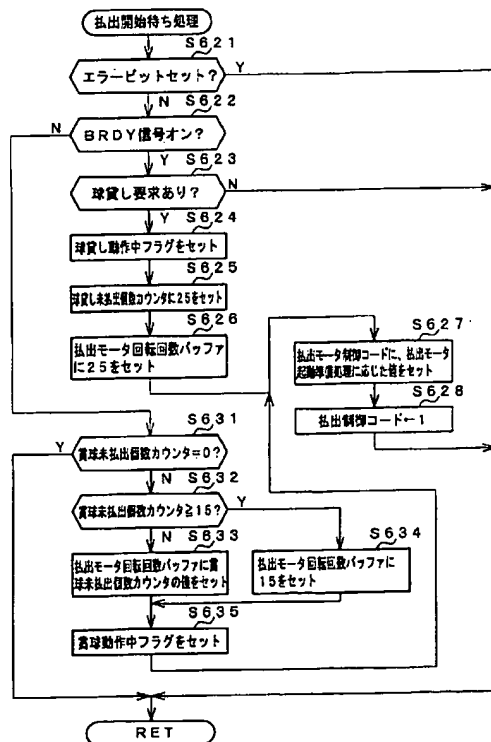 払出開始待ち処理
S621
エラービットセット?
Y
N
S622
N
BRDY信号オン?
Y
S623
球貸し要求あり?
N
Y
S624
球貸し動作中フラグをセット
S625
球貸し未払出個数カウンタに25をセット
S626
払出モータ回転回数バッファ
に25をセット
S627
払出モータ制御コードに、払出モータ
起動準備処理に応じた値をセット
S628
払出制御コード←1
S631
Y
賞球未払出個数カウンタ=0?
N
S632
賞球未払出個数カウンタ≧15?
Y
N
S633
払出モータ回転回数バッファに賞
球未払出個数カウンタの値をセット
S634
払出モータ回転回数バッファに
15をセット
S635
賞球動作中フラグをセット
RET